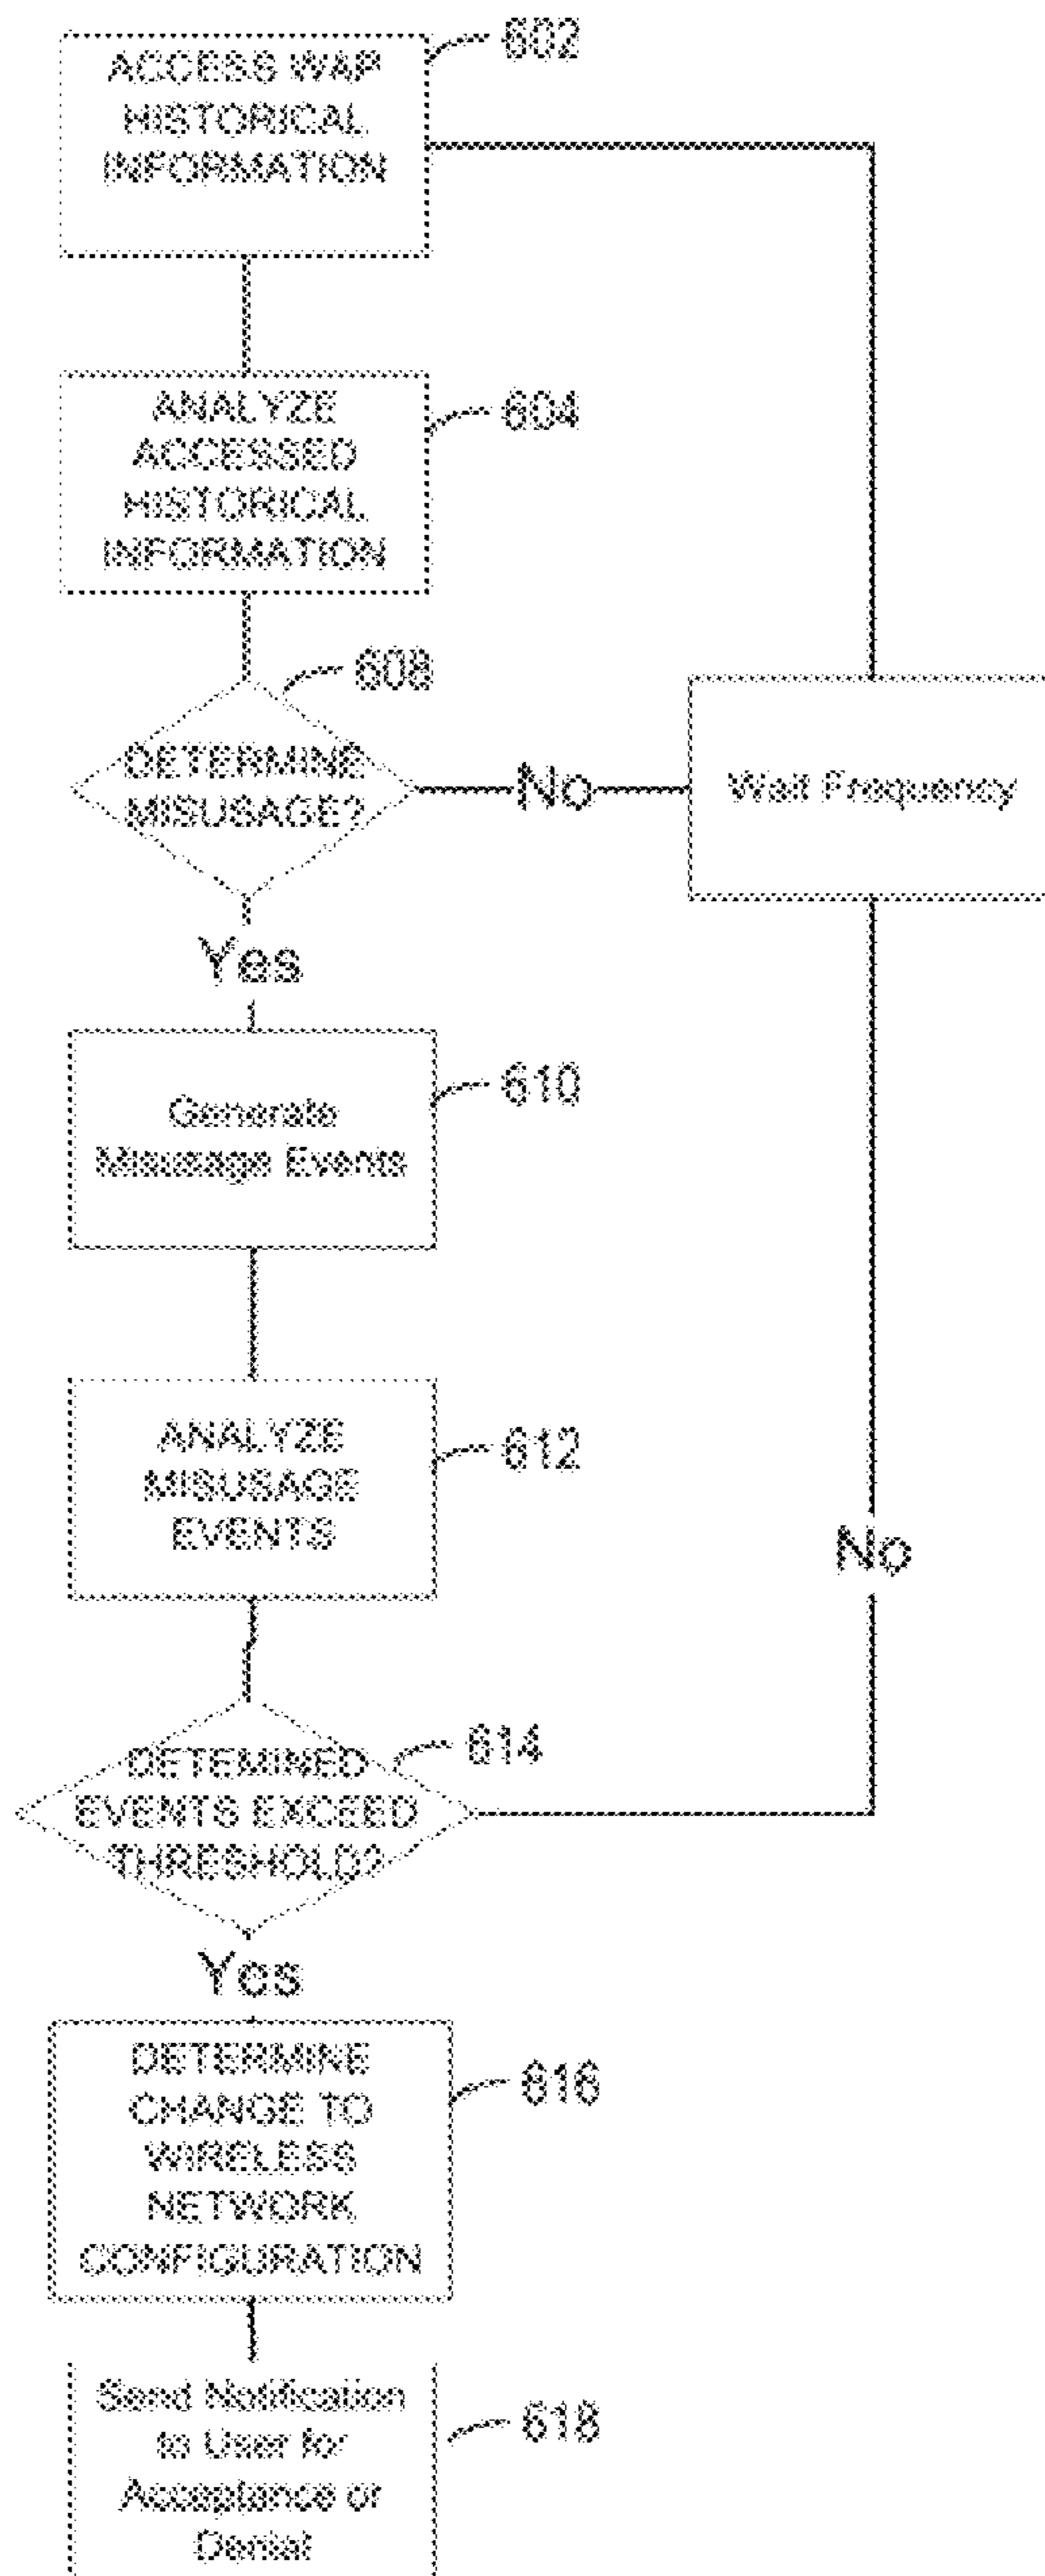 602
ACCESS WAP
HISTORICAL
INFORMATION
604
ANALYZE
ACCESSED
HISTORICAL
INFORMATION
608
DETERMINE
MISUSAGE?
No
Wait Frequency
Yes
610
Generate
Misusage Events
612
ANALYZE
MISUSAGE
EVENTS
No
614
DETEMINED
EVENTS EXCEED
THRESHOLD?
Yes
616
DETERMINE
CHANGE TO
WIRELESS
NETWORK
CONFIGURATION
618
Send Notification
to User for
Acceptance or
Denial